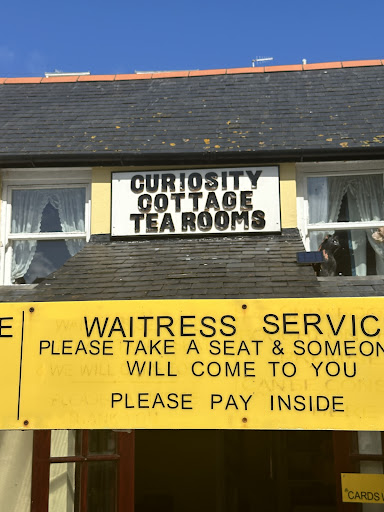 CURIOSITY
COTTAGE
TEA ROOMS
E
WAITRESS SERVIC
PLEASE TAKE A SEAT & SOMEON
WILL COME TO YOU
PLEASE PAY INSIDE
"CARDS W